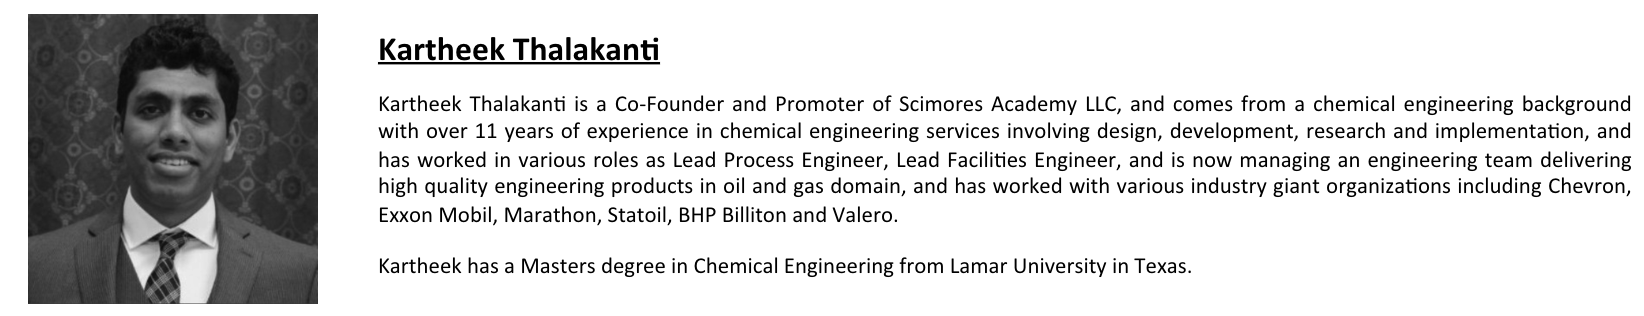 Kartheek Thalakanti
Kartheek Thalakanti is a Co-Founder and Promoter of Scimores Academy LLC, and comes from a chemical engineering background
with over 11 years of experience in chemical engineering services involving design, development, research and implementation, and
has worked in various roles as Lead Process Engineer, Lead Facilities Engineer, and is now managing an engineering team delivering
high quality engineering products in oil and gas domain, and has worked with various industry giant organizations including Chevron,
Exxon Mobil, Marathon, Statoil, BHP Billiton and Valero.
Kartheek has a Masters degree in Chemical Engineering from Lamar University in Texas.